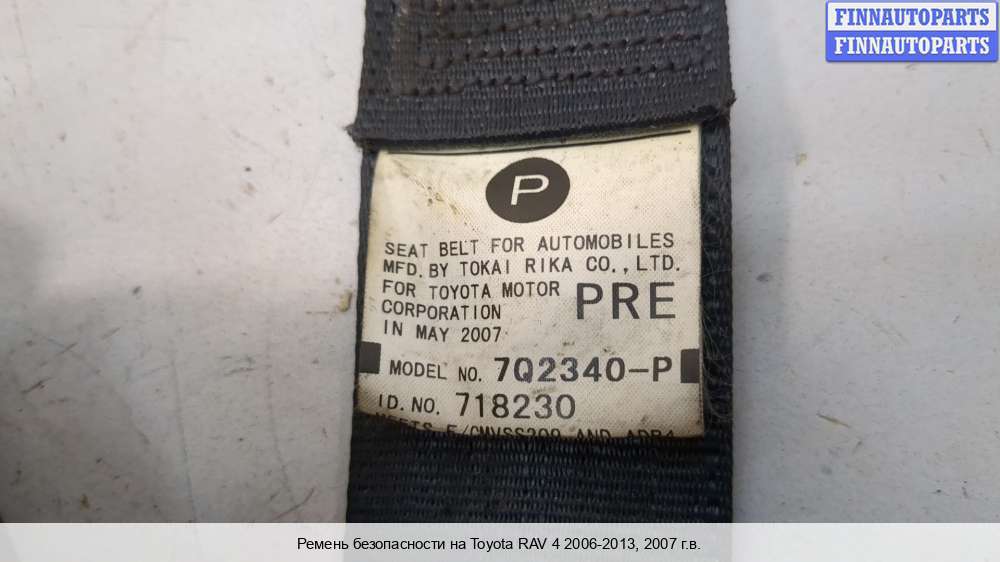 FINNAUTOPARTS
FINNAUTOPARTS
P
SEAT BELT FOR AUTOMOBILES
MFD. BY TOKAI RIKA CO., LTD.
FOR TOYOTA MOTOR
CORPORATION
PRE
IN MAY 2007
MODEL NO. 7Q2340-P
ID. NO. 718230
AND
Ремень безопасности на Toyota RAV 4 2006-2013, 2007 г.в.